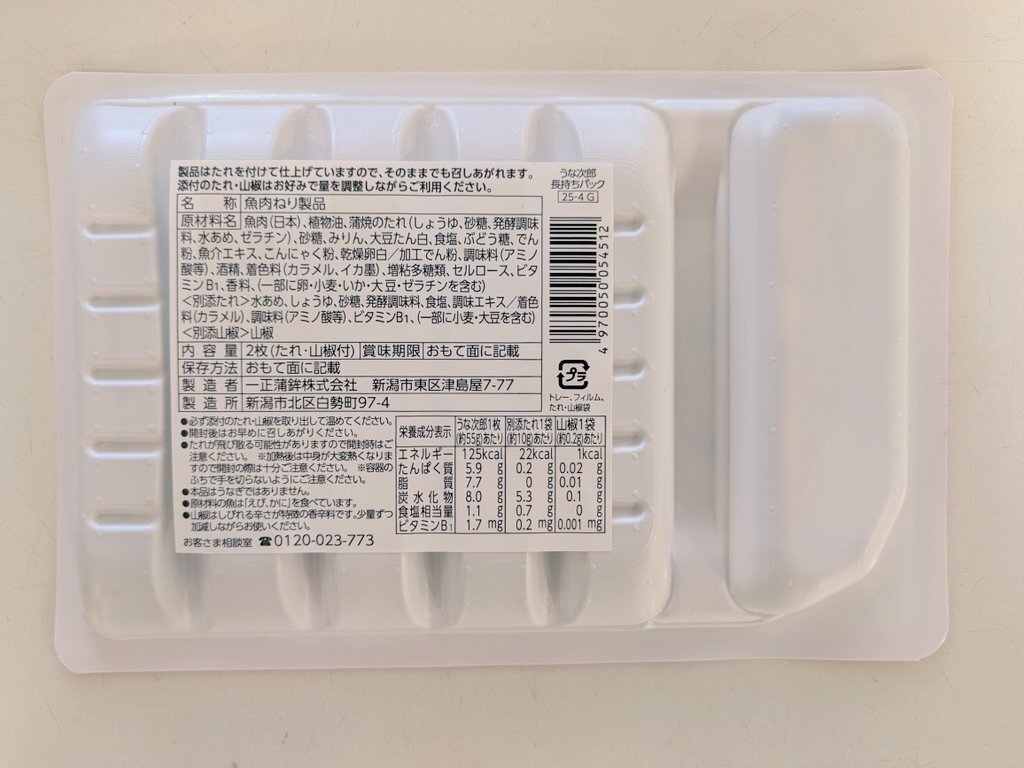 製品はたれを付けて仕上げていますので、そのままでも召しあがれます。
添付のたれ・山椒はお好みで量を調整しながらご利用ください。
名 称 魚肉ねり製品
原材料名 魚肉(日本)、植物油、蒲焼のたれ(しょうゆ、砂糖、発酵調味
料、水あめ、ゼラチン)、砂糖、みりん、大豆たん白、食塩、ぶどう糖、でん
粉、魚介エキス、こんにゃく粉、乾燥卵白/加工でん粉、調味料(アミノ
酸等)、酒精、着色料(カラメル、イカ墨)、増粘多糖類、セルロース、ビタ
ミンB₁、香料、(一部に卵・小麦・いか・大豆・ゼラチンを含む)
<別添たれ>水あめ、しょうゆ、砂糖、発酵調味料、食塩、調味エキス/着色
料(カラメル)、調味料(アミノ酸等)、ビタミンB₁、(一部に小麦・大豆を含む)
<別添山椒>山椒
内 容 量 2枚(たれ・山椒付) 賞味期限 おもて面に記載
保存方法 おもて面に記載
製 造 者 一正蒲鉾株式会社 新潟市東区津島屋7-77
製 造 所 新潟市北区白勢町97-4
●必ず添付のたれ・山椒を取り出して温めてください。
●開封後はお早めに召しあがりください。
●たれが飛び散る可能性がありますので開封時はご
注意ください。 ※加熱後は中身が大変熱くなりま
すので開封の際は十分ご注意ください。 ※容器の
ふちで手を切らないようにご注意ください。
●本品はうなぎではありません。
●原材料の魚は「えび、かに」を食べています。
●山椒はしびれる辛さが特徴の香辛料です。少量ずつ
加減しながらお使いください。
お客さま相談室 ☎0120-023-773
栄養成分表示 うな次郎1枚(約55g)あたり 別添たれ1袋(約10g)あたり 山椒1袋(約0.2g)あたり
エネルギー 125kcal 22kcal 1kcal
たんぱく質 5.9 g 0.2 g 0.02 g
脂 質 7.7 g 0 g 0.01 g
炭水化物 8.0 g 5.3 g 0.1 g
食塩相当量 1.1 g 0.7 g 0 g
ビタミンB₁ 1.7 mg 0.2 mg 0.001 mg
うな次郎
長持ちパック
25-4 G
4 970050 054512
プラ
トレー、フィルム、
たれ・山椒袋